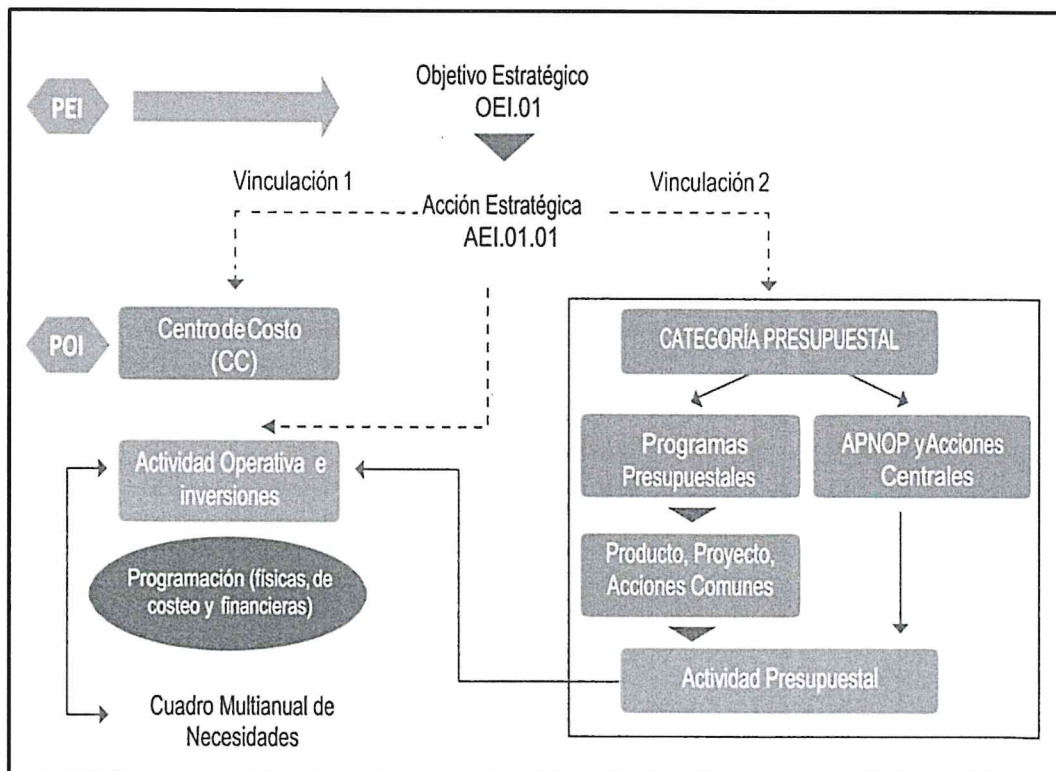 PEI
Objetivo Estratégico
OEI.01
Vinculación 1
Vinculación 2
Acción Estratégica
AEI.01.01
POI
Centro de Costo
(CC)
CATEGORÍA PRESUPUESTAL
Programas
Presupuestales
APNOP y Acciones
Centrales
Actividad Operativa e
inversiones
Producto, Proyecto,
Acciones Comunes
Programación (físicas, de
costeo y financieras)
Actividad Presupuestal
Cuadro Multianual de
Necesidades